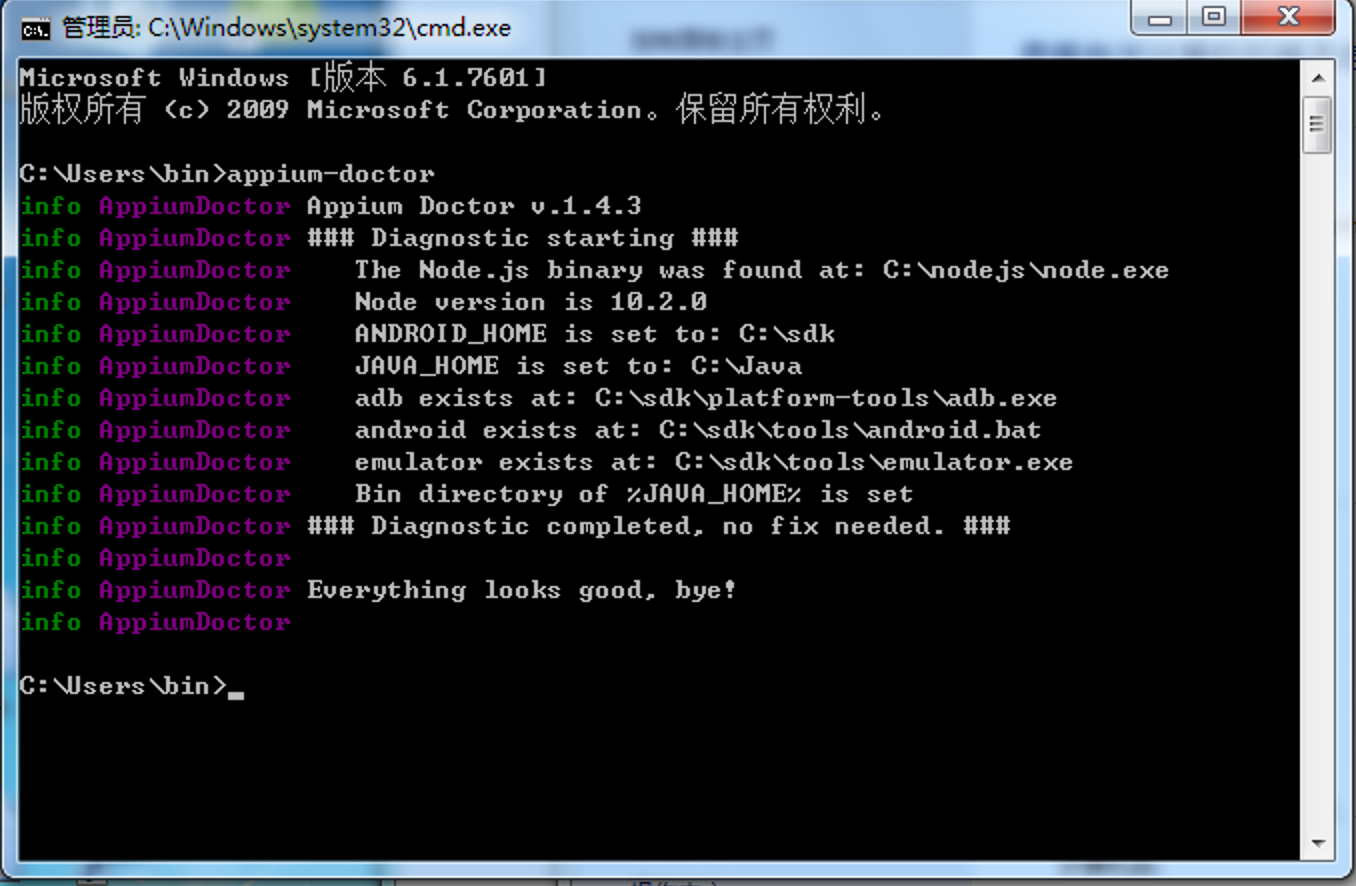 管理员: C:\Windows\system32\cmd.exe
Microsoft Windows [版本 6.1.7601]
版权所有 (c) 2009 Microsoft Corporation。保留所有权利。
C:\Users\bin>appium-doctor
info AppiumDoctor Appium Doctor v.1.4.3
info AppiumDoctor ### Diagnostic starting ###
info AppiumDoctor The Node.js binary was found at: C:\nodejs\node.exe
info AppiumDoctor Node version is 10.2.0
info AppiumDoctor ANDROID_HOME is set to: C:\sdk
info AppiumDoctor JAVA_HOME is set to: C:\Java
info AppiumDoctor adb exists at: C:\sdk\platform-tools\adb.exe
info AppiumDoctor android exists at: C:\sdk\tools\android.bat
info AppiumDoctor emulator exists at: C:\sdk\tools\emulator.exe
info AppiumDoctor Bin directory of %JAVA_HOME% is set
info AppiumDoctor ### Diagnostic completed, no fix needed. ###
info AppiumDoctor
info AppiumDoctor Everything looks good, bye!
info AppiumDoctor
C:\Users\bin>